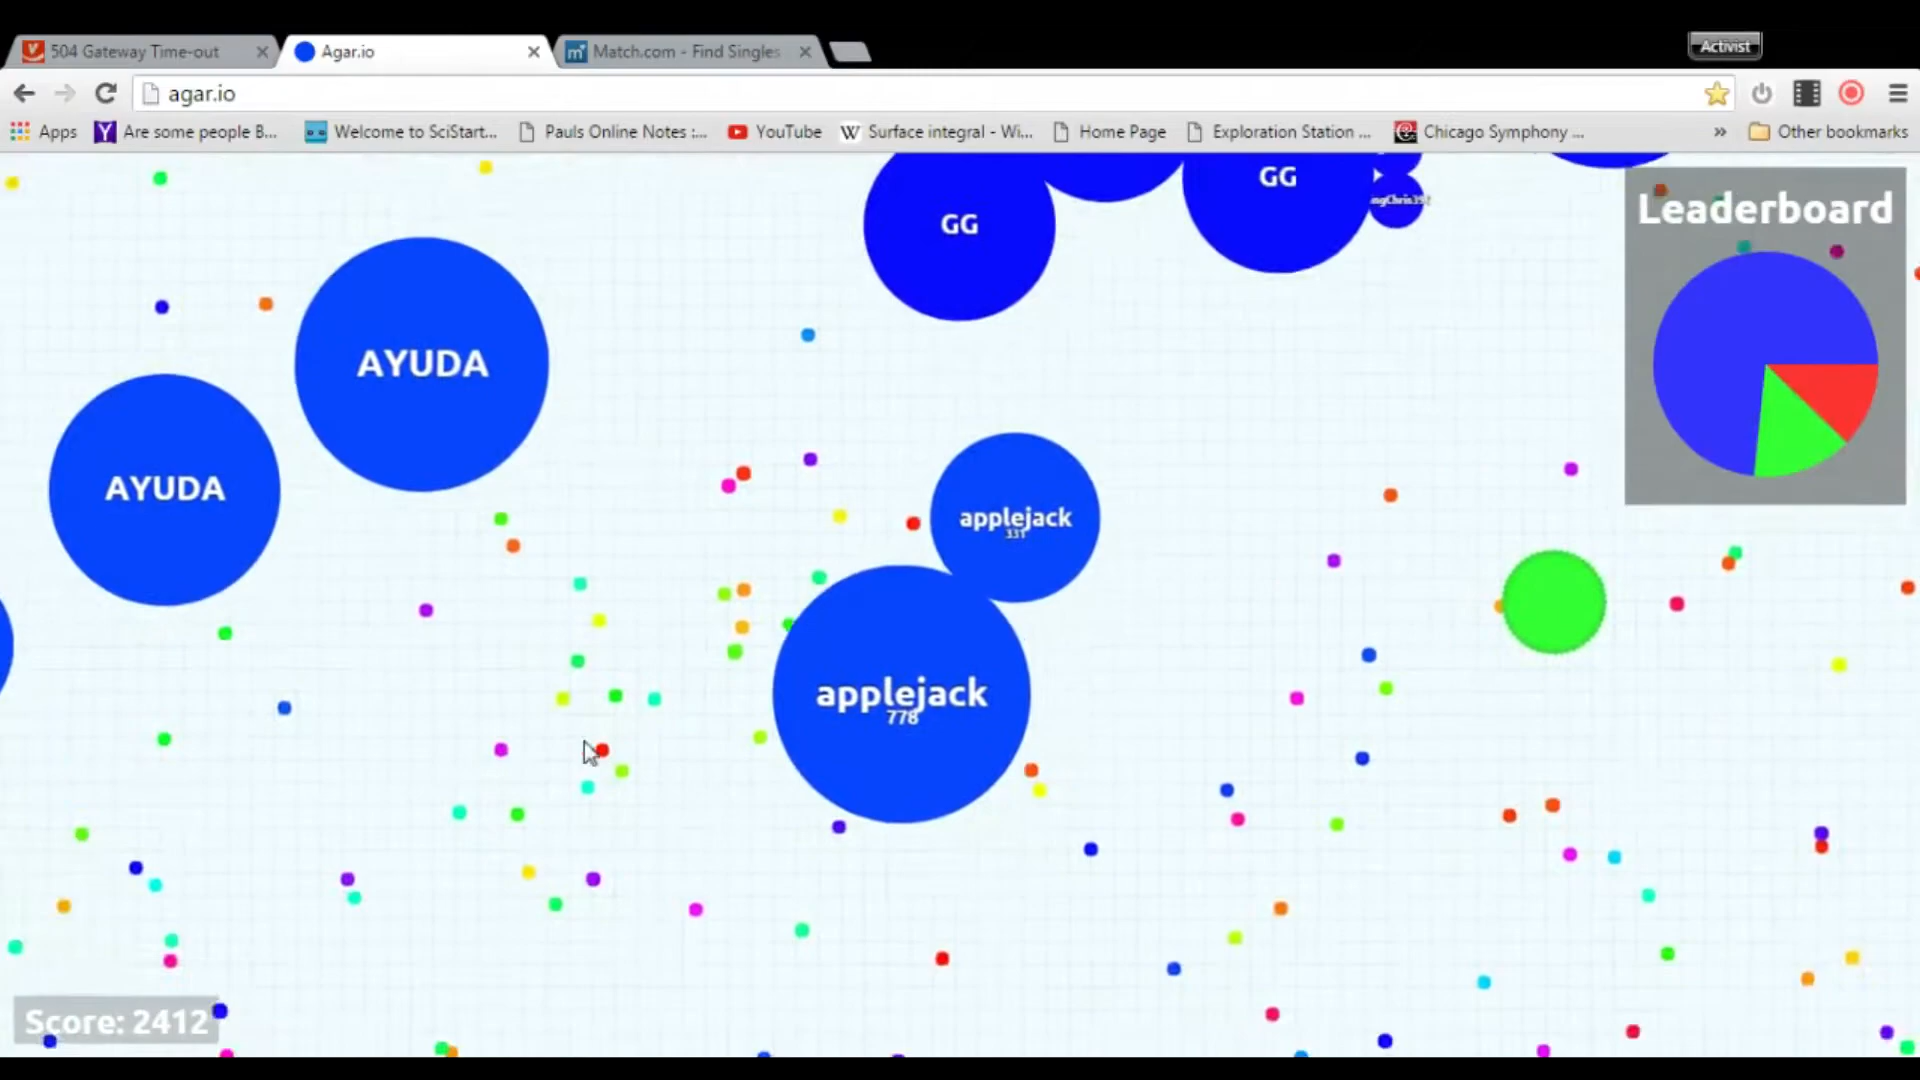 504 Gateway Time-out
Agar.io
Match.com - Find Singles
Activist
agar.io
Apps
Are some people B...
Welcome to SciStart...
Pauls Online Notes :...
YouTube
W Surface integral - Wi...
Home Page
Exploration Station ...
Chicago Symphony ...
» Other bookmarks
GG
GG
Leaderboard
AYUDA
AYUDA
applejack
331
applejack
778
Score: 2412